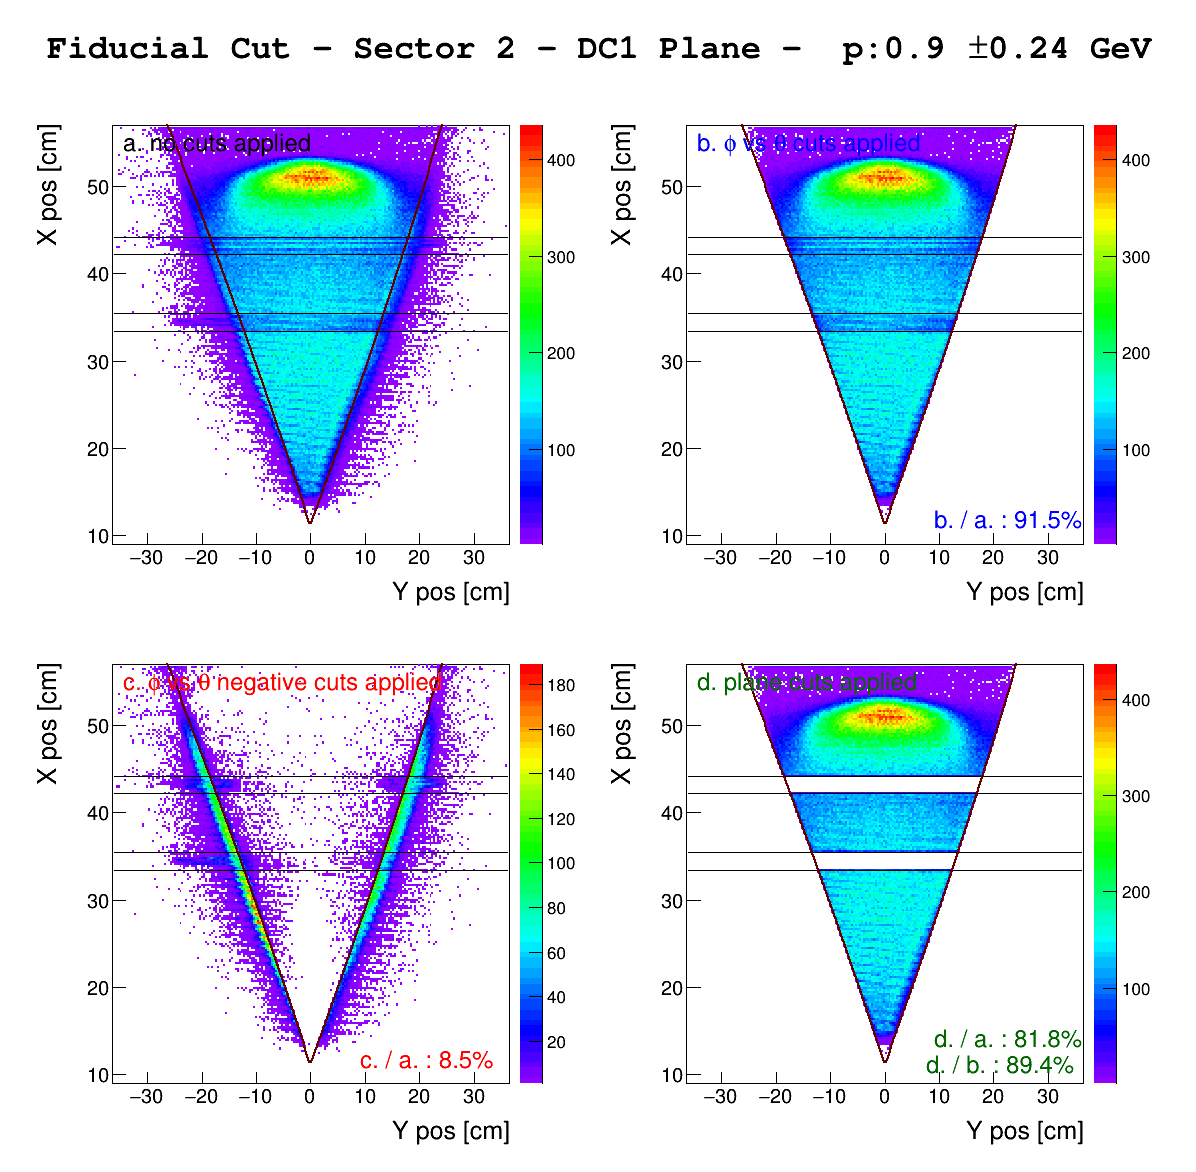 Fiducial Cut – Sector 2 – DC1 Plane –  p:0.9 ±0.24 GeV
X pos [cm]
a. no cuts applied
50
40
30
20
10
−30 −20 −10 0 10 20 30
Y pos [cm]
400
300
200
100
X pos [cm]
b. ϕ vs θ cuts applied
50
40
30
20
10
b. / a. : 91.5%
−30 −20 −10 0 10 20 30
Y pos [cm]
400
300
200
100
X pos [cm]
c. ϕ vs θ negative cuts applied
50
40
30
20
10
c. / a. : 8.5%
−30 −20 −10 0 10 20 30
Y pos [cm]
180
160
140
120
100
80
60
40
20
X pos [cm]
d. plane cuts applied
50
40
30
20
10
d. / a. : 81.8%
d. / b. : 89.4%
−30 −20 −10 0 10 20 30
Y pos [cm]
400
300
200
100